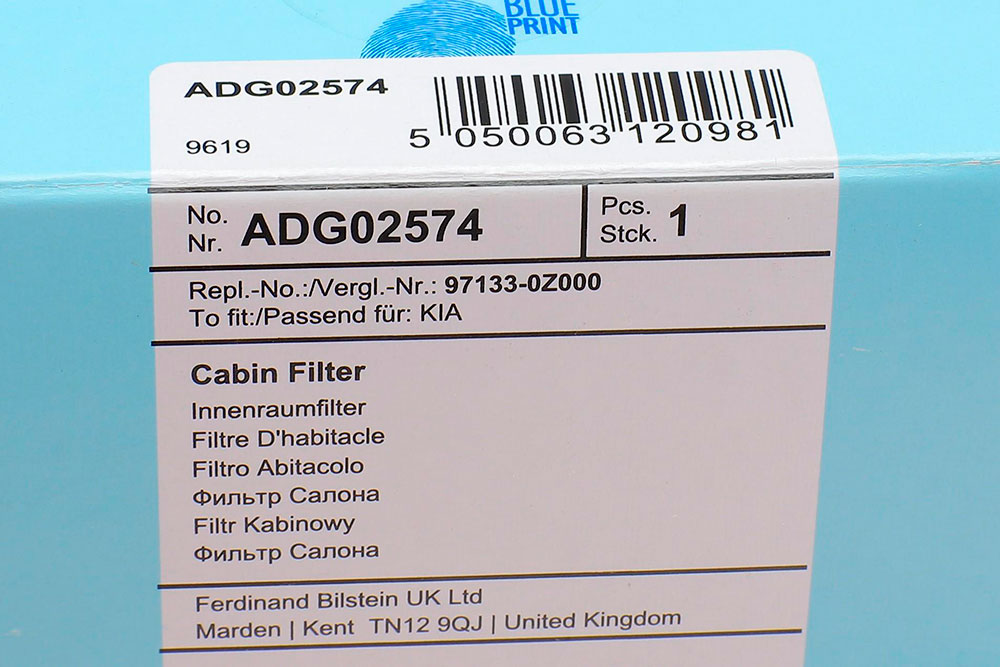 BLUE
PRINT
ADG02574
5 050063 120981
9619
No.
Nr. ADG02574
Pcs.
Stck. 1
Repl.-No.:/Vergl.-Nr.: 97133-0Z000
To fit:/Passend für: KIA
Cabin Filter
Innenraumfilter
Filtre D'habitacle
Filtro Abitacolo
Фильтр Салона
Filtr Kabinowy
Фильтр Салона
Ferdinand Bilstein UK Ltd
Marden | Kent TN12 9QJ | United Kingdom